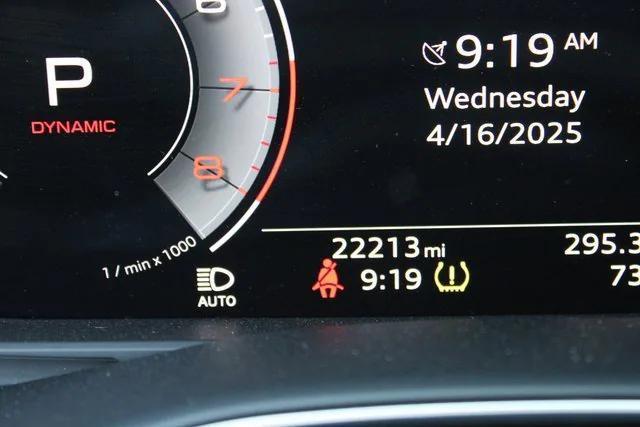 6
7
8
P
DYNAMIC
1 / min x 1000
AUTO
9:19 AM
Wednesday
4/16/2025
22213 mi
295.3
9:19
73